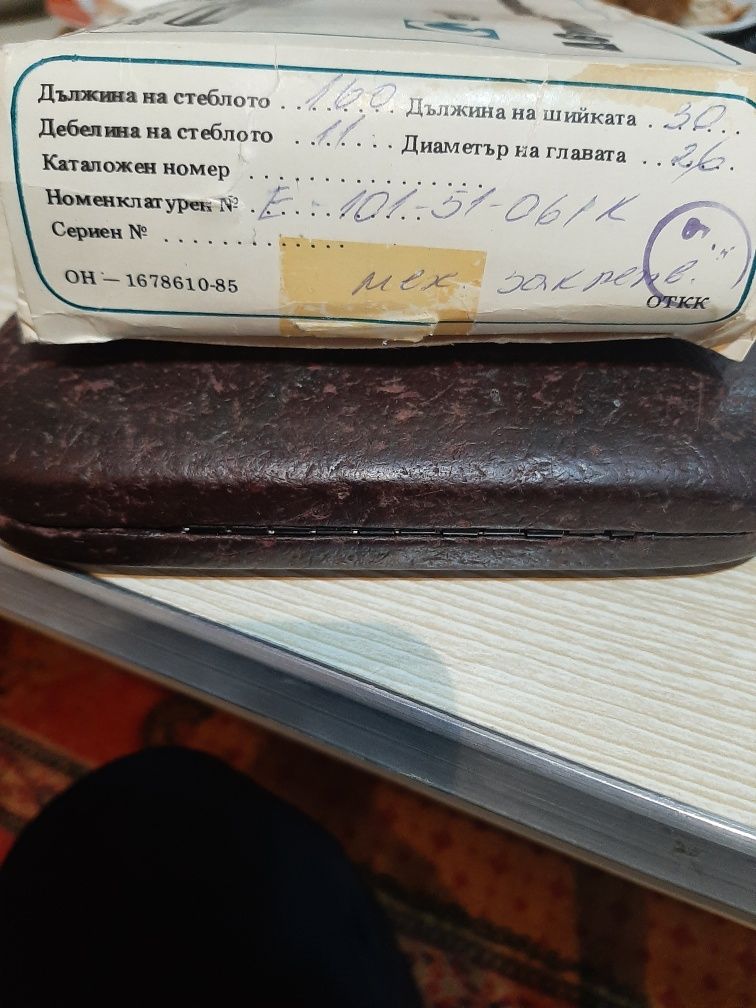 Дължина на стеблото . . 160 . . Дължина на шийката . 30 . .
Дебелина на стеблото . . 11 . . . . Диаметър на главата . . 26 .
Каталожен номер . . . . . . . . . . . . . . . .
Номенклатурен № . Е - 101-51-061 К
Сериен № . . . . . . . . . . . . .
ОН – 1678610-85 мех. закрепв. ОТКК